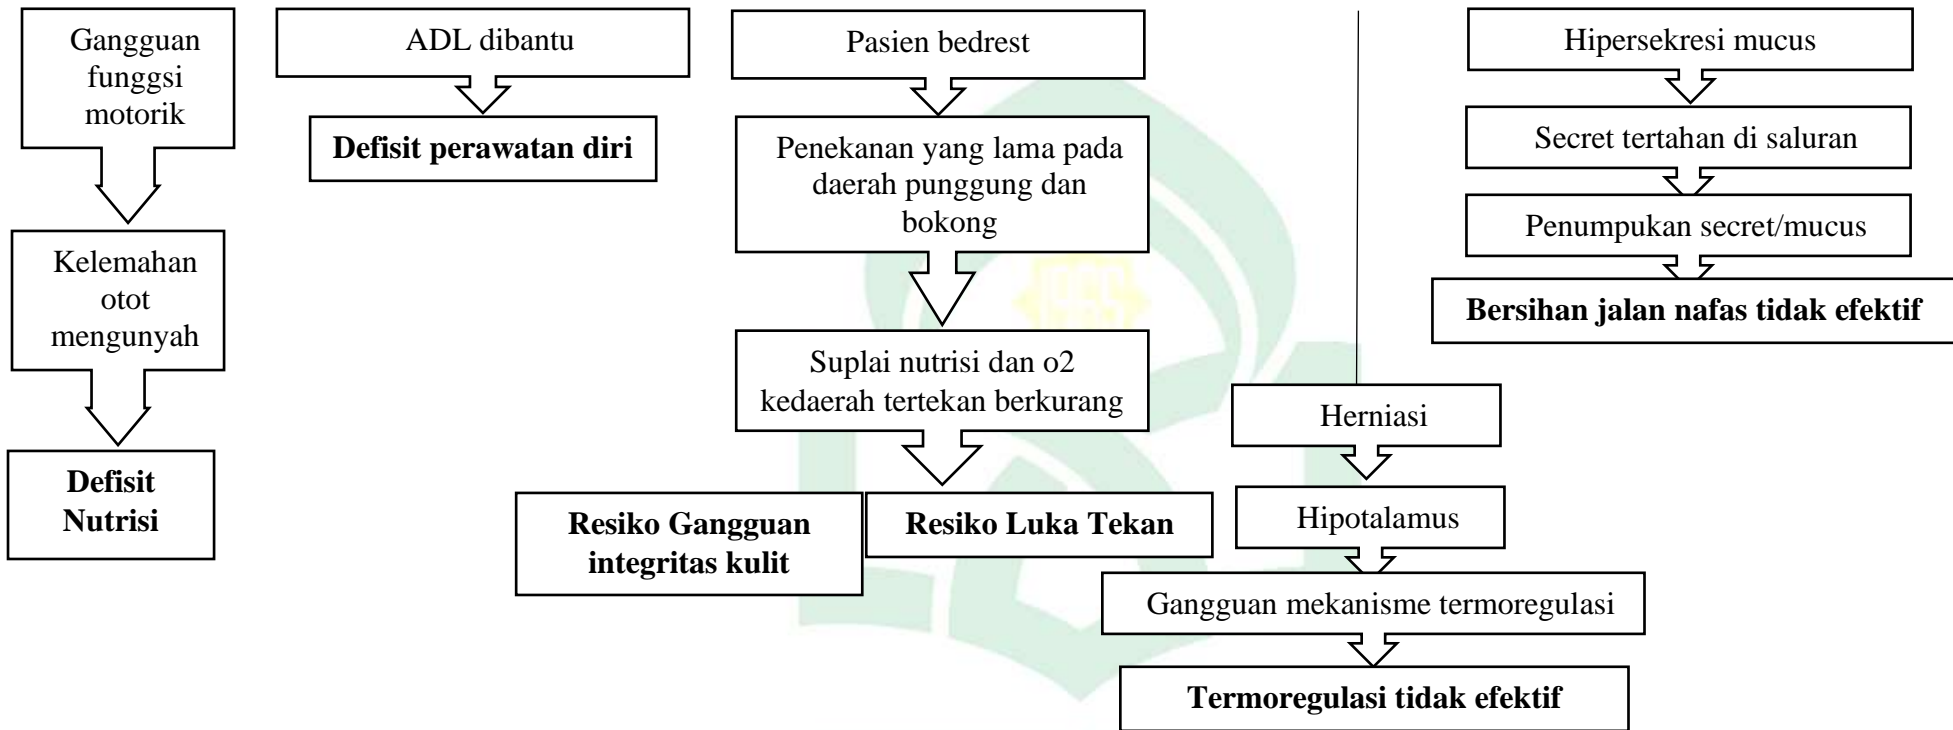 Gangguan
funggsi
motorik
Kelemahan
otot
mengunyah
Defisit
Nutrisi
ADL dibantu
Defisit perawatan diri
Pasien bedrest
Penekanan yang lama pada
daerah punggung dan
bokong
Suplai nutrisi dan o2
kedaerah tertekan berkurang
Resiko Gangguan
integritas kulit
Resiko Luka Tekan
Herniasi
Hipotalamus
Gangguan mekanisme termoregulasi
Termoregulasi tidak efektif
Hipersekresi mucus
Secret tertahan di saluran
Penumpukan secret/mucus
Bersihan jalan nafas tidak efektif